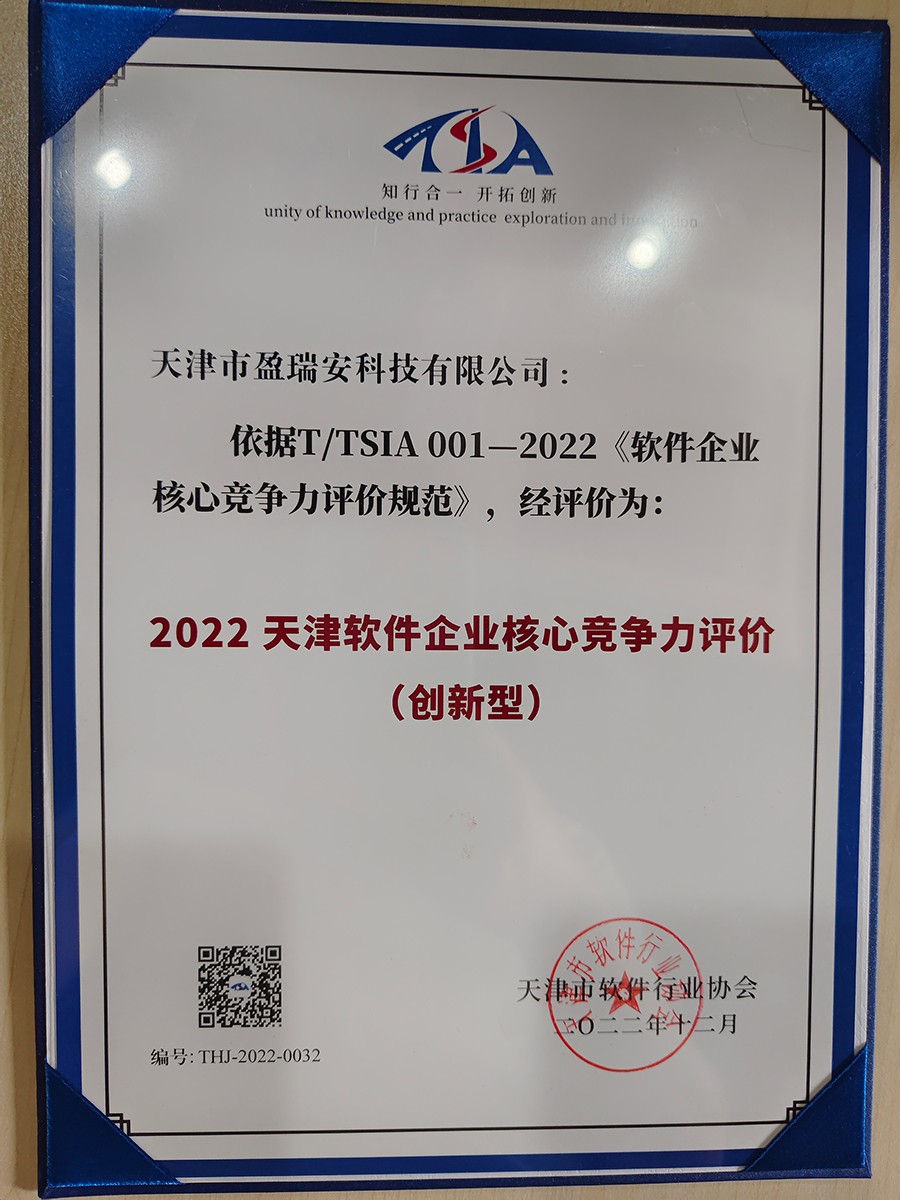 TSIA
知行合一 开拓创新
unity of knowledge and practice exploration and
天津市盈瑞安科技有限公司：
依据T/TSIA 001—2022《软件企业
核心竞争力评价规范》，经评价为：
2022 天津软件企业核心竞争力评价
（创新型）
天津市软件行业协会
二〇二二年十二月
编号: THJ-2022-0032